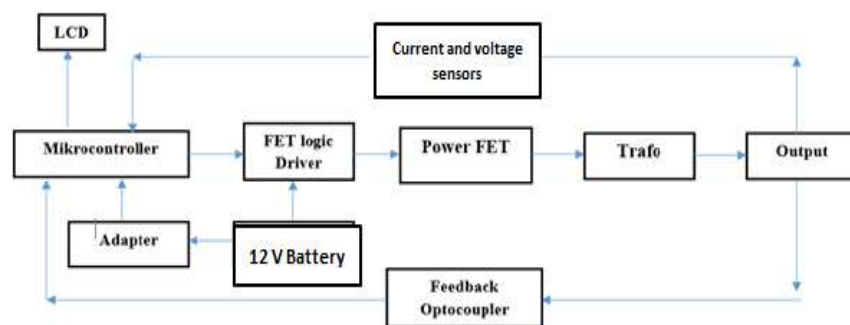 LCD
Current and voltage
sensors
Mikrocontroller
FET logic
Driver
Power FET
Trafo
Output
Adapter
12 V Battery
Feedback
Optocoupler